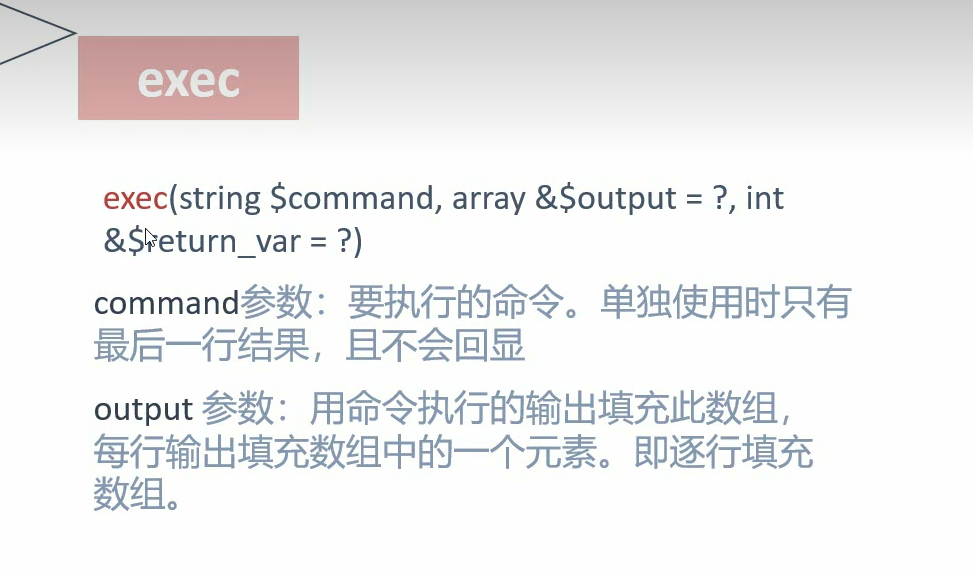 exec
exec(string $command, array &$output = ?, int
&$return_var = ?)
command参数：要执行的命令。单独使用时只有
最后一行结果，且不会回显
output 参数：用命令执行的输出填充此数组，
每行输出填充数组中的一个元素。即逐行填充
数组。